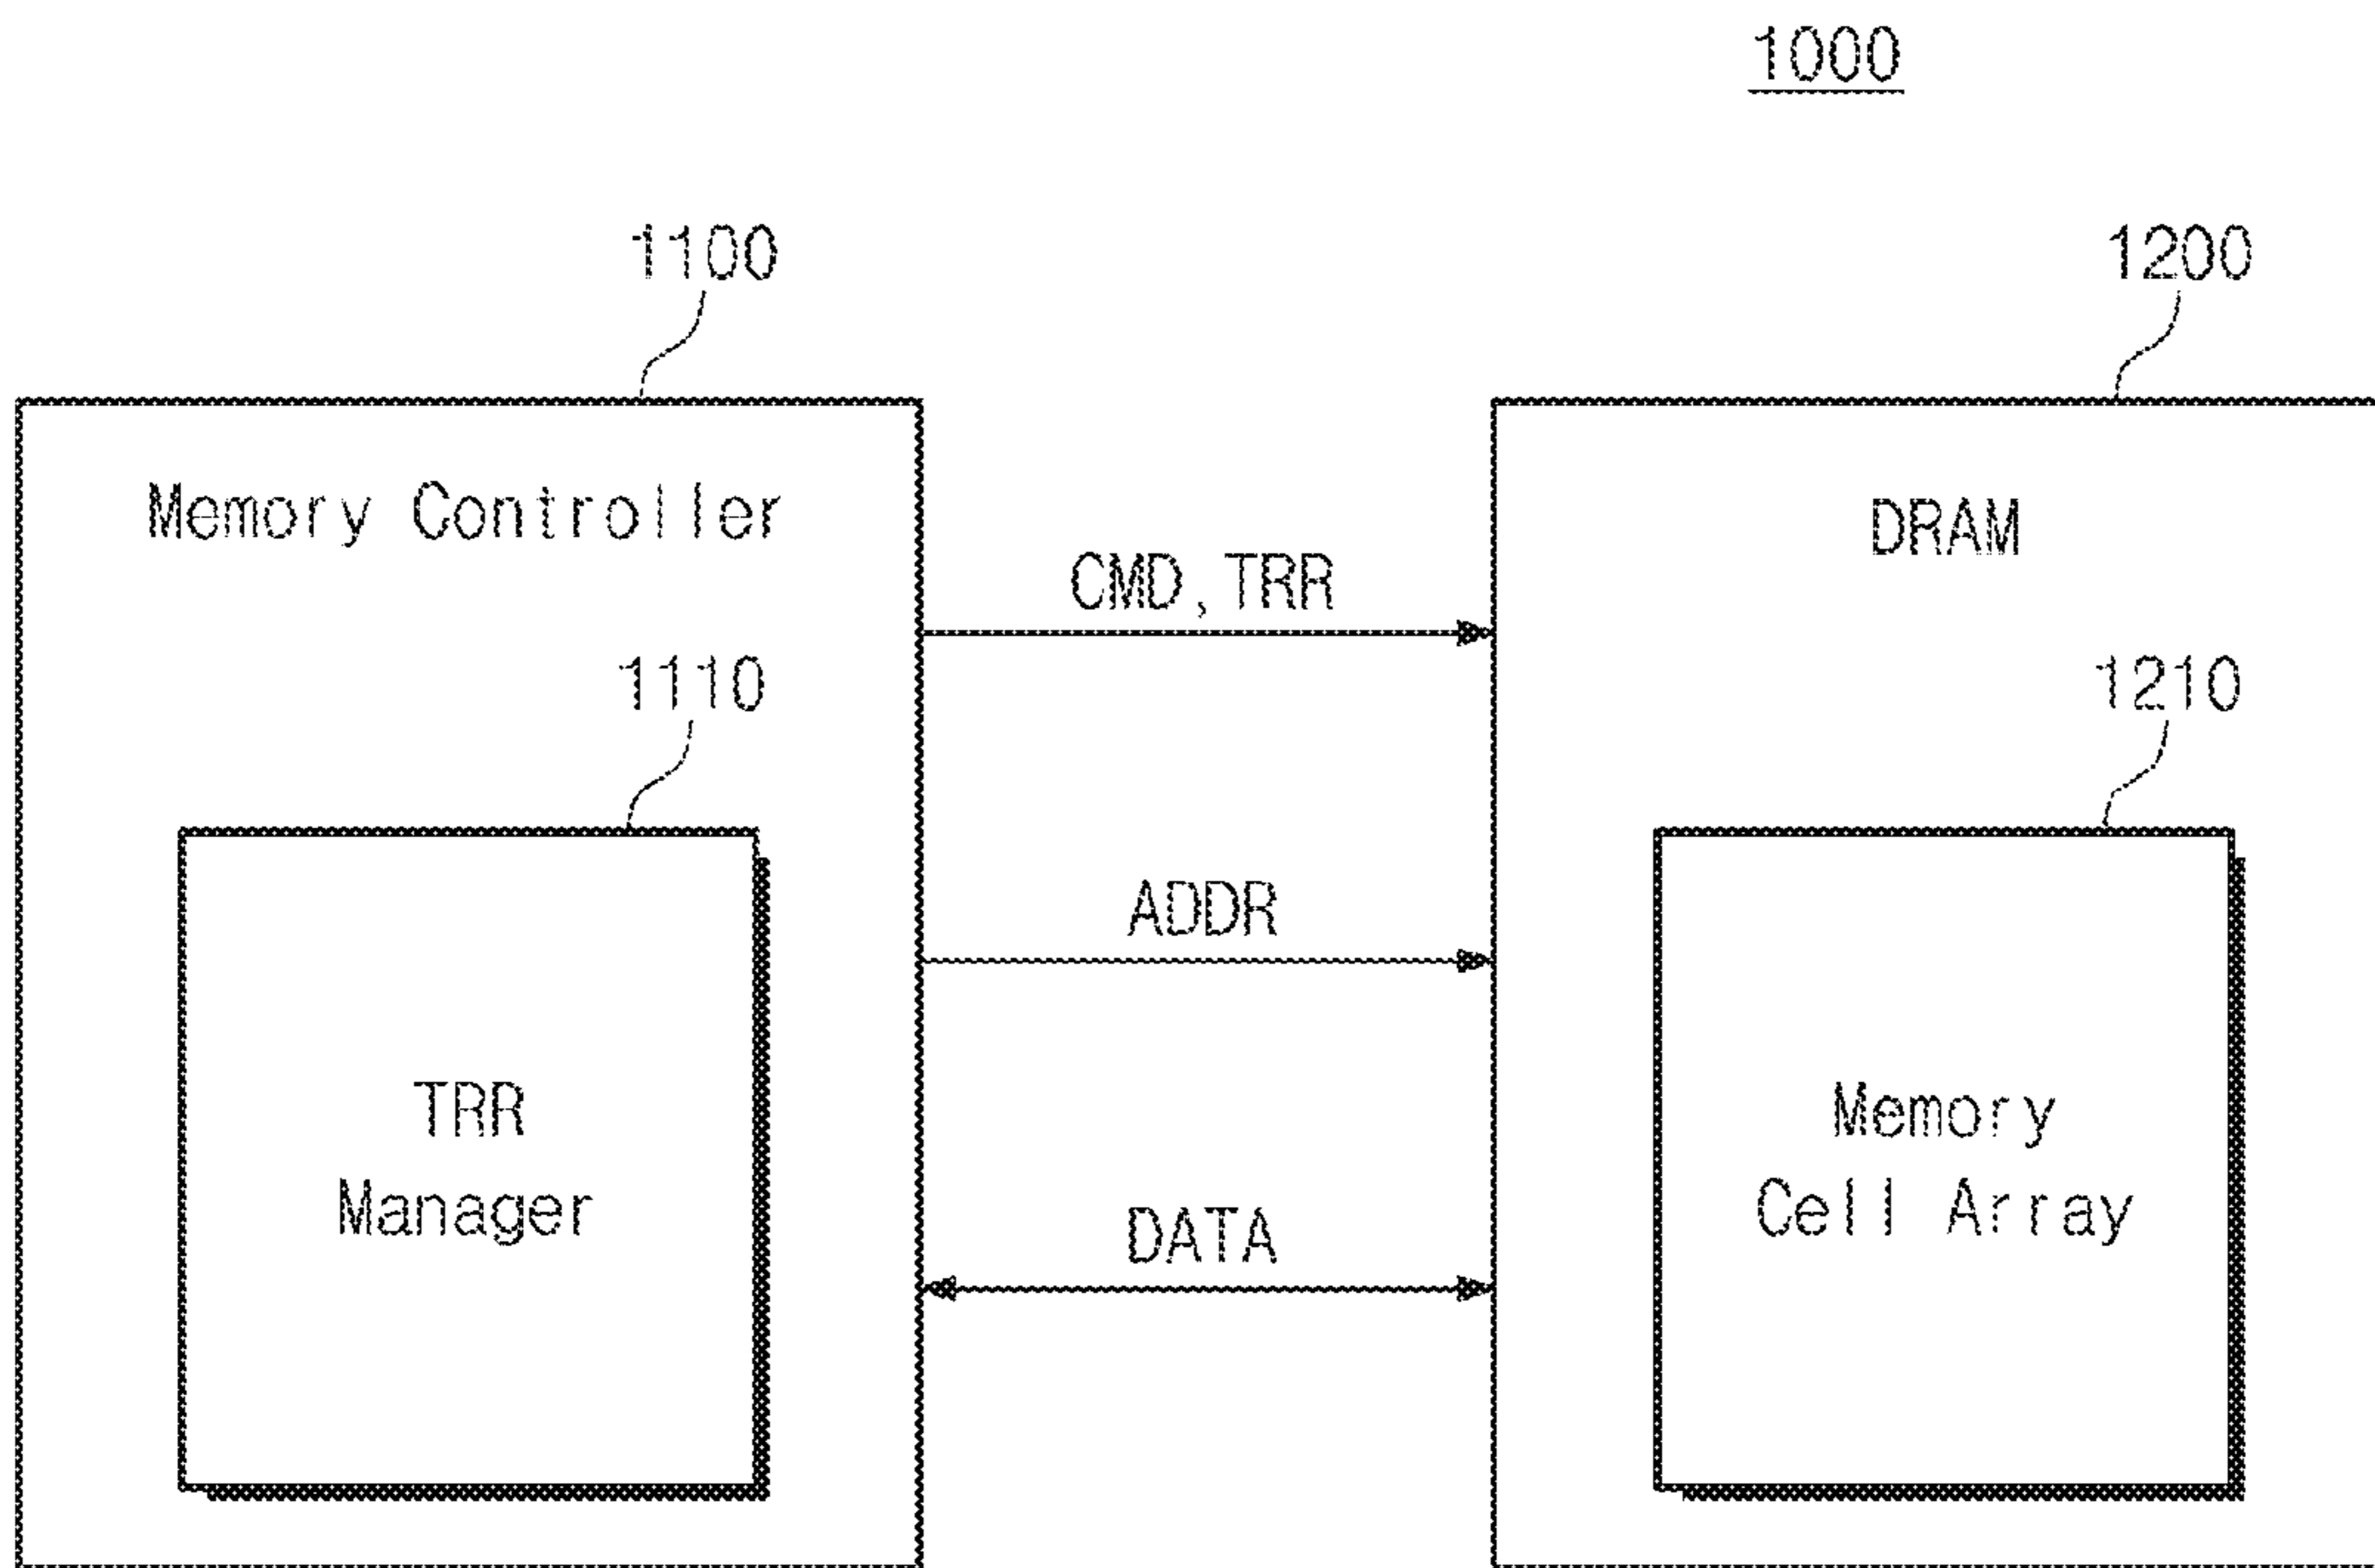 1000
1100
1200
Memory Controller
DRAM
CMD,TRR
1110
1210
ADDR
TRR
Manager
Memory
Cell Array
DATA